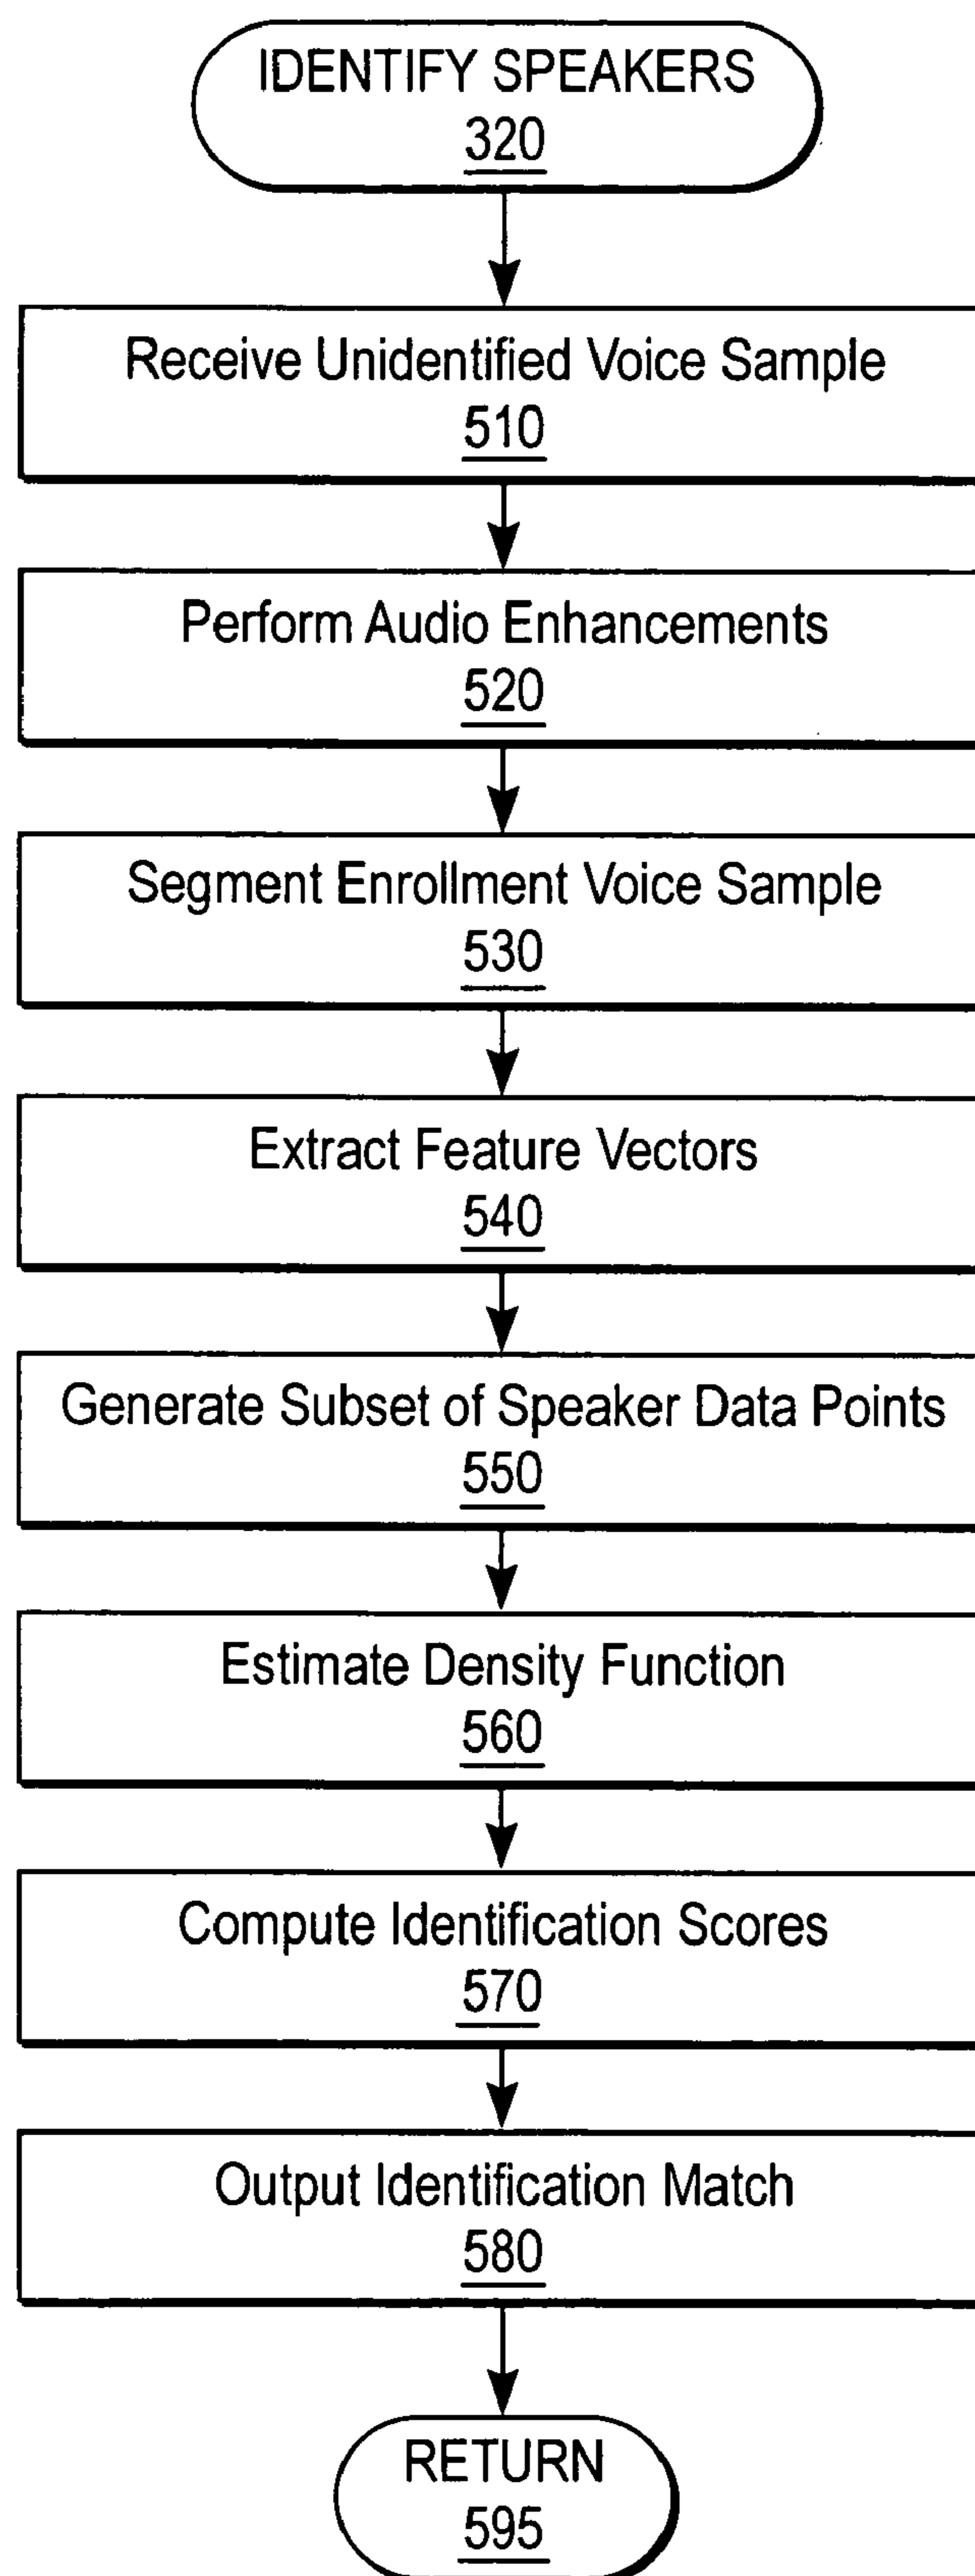 IDENTIFY SPEAKERS
320
Receive Unidentified Voice Sample
510
Perform Audio Enhancements
520
Segment Enrollment Voice Sample
530
Extract Feature Vectors
540
Generate Subset of Speaker Data Points
550
Estimate Density Function
560
Compute Identification Scores
570
Output Identification Match
580
RETURN
595